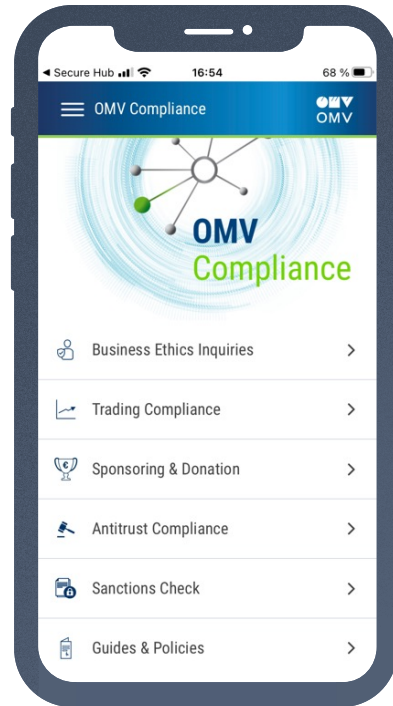 Secure Hub 16:54 68 %
OMV Compliance
OMV
OMV
Compliance
Business Ethics Inquiries
Trading Compliance
Sponsoring & Donation
Antitrust Compliance
Sanctions Check
Guides & Policies